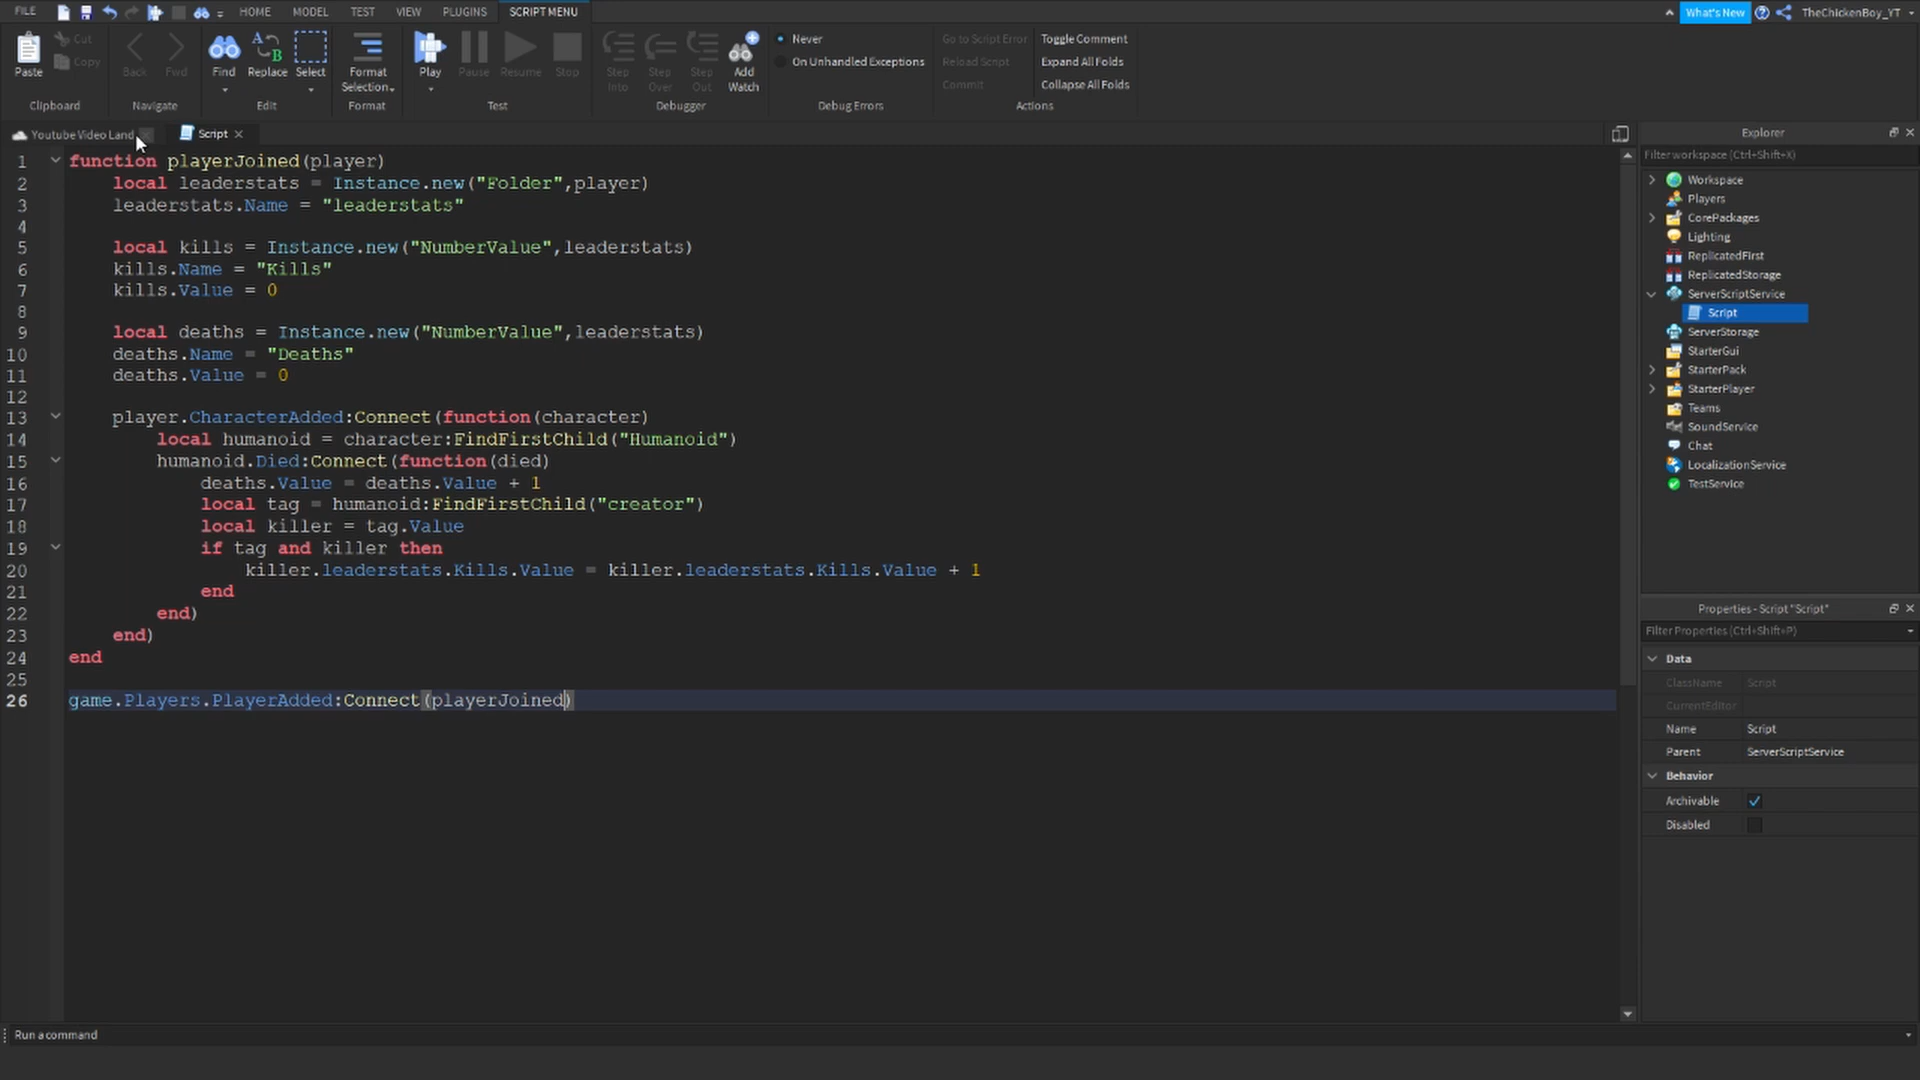 FILE HOME MODEL TEST VIEW PLUGINS SCRIPT MENU What's New TheChickenBoy_YT
Paste Cut Copy Back Fwd Find Replace Select Format Selection Play Pause Resume Stop Step Into Step Over Step Out Add Watch Never On Unhandled Exceptions Go to Script Error Reload Script Commit Toggle Comment Expand All Folds Collapse All Folds
Clipboard Navigate Edit Format Test Debugger Debug Errors Actions
Youtube Video Land Script
1 function playerJoined(player)
2 local leaderstats = Instance.new("Folder",player)
3 leaderstats.Name = "leaderstats"
4
5 local kills = Instance.new("NumberValue",leaderstats)
6 kills.Name = "Kills"
7 kills.Value = 0
8
9 local deaths = Instance.new("NumberValue",leaderstats)
10 deaths.Name = "Deaths"
11 deaths.Value = 0
12
13 player.CharacterAdded:Connect(function(character)
14 local humanoid = character:FindFirstChild("Humanoid")
15 humanoid.Died:Connect(function(died)
16 deaths.Value = deaths.Value + 1
17 local tag = humanoid:FindFirstChild("creator")
18 local killer = tag.Value
19 if tag and killer then
20 killer.leaderstats.Kills.Value = killer.leaderstats.Kills.Value + 1
21 end
22 end)
23 end)
24 end
25
26 game.Players.PlayerAdded:Connect(playerJoined)
Explorer
Filter workspace (Ctrl+Shift+X)
Workspace
Players
CorePackages
Lighting
ReplicatedFirst
ReplicatedStorage
ServerScriptService
Script
ServerStorage
StarterGui
StarterPack
StarterPlayer
Teams
SoundService
Chat
LocalizationService
TestService
Properties - Script "Script"
Filter Properties (Ctrl+Shift+P)
Data
ClassName Script
CurrentEditor
Name Script
Parent ServerScriptService
Behavior
Archivable
Disabled
Run a command